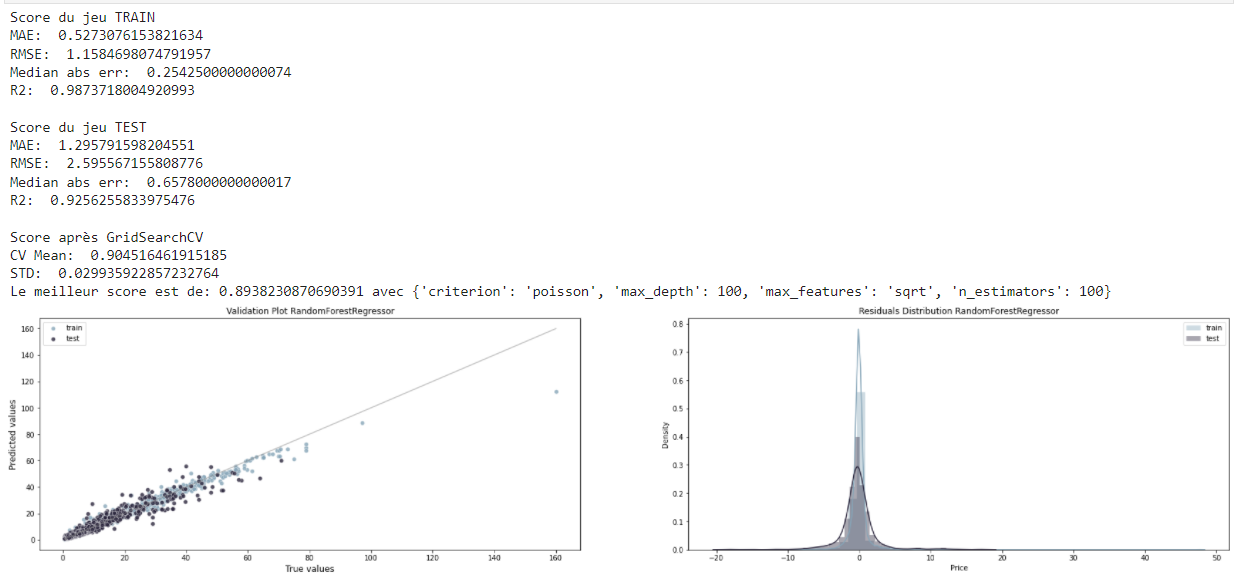 Score du jeu TRAIN
MAE:  0.5273076153821634
RMSE:  1.1584698074791957
Median abs err:  0.2542500000000074
R2:  0.9873718004920993
Score du jeu TEST
MAE:  1.295791598204551
RMSE:  2.595567155808776
Median abs err:  0.6578000000000017
R2:  0.9256255833975476
Score après GridSearchCV
CV Mean:  0.904516461915185
STD:  0.029935922857232764
Le meilleur score est de: 0.8938230870690391 avec {'criterion': 'poisson', 'max_depth': 100, 'max_features': 'sqrt', 'n_estimators': 100}
Validation Plot RandomForestRegressor
train
test
160
140
120
100
80
60
40
20
0
Predicted values
0 20 40 60 80 100 120 140 160
True values
Residuals Distribution RandomForestRegressor
train
test
0.8
0.7
0.6
0.5
0.4
0.3
0.2
0.1
0.0
Density
−20 −10 0 10 20 30 40 50
Price